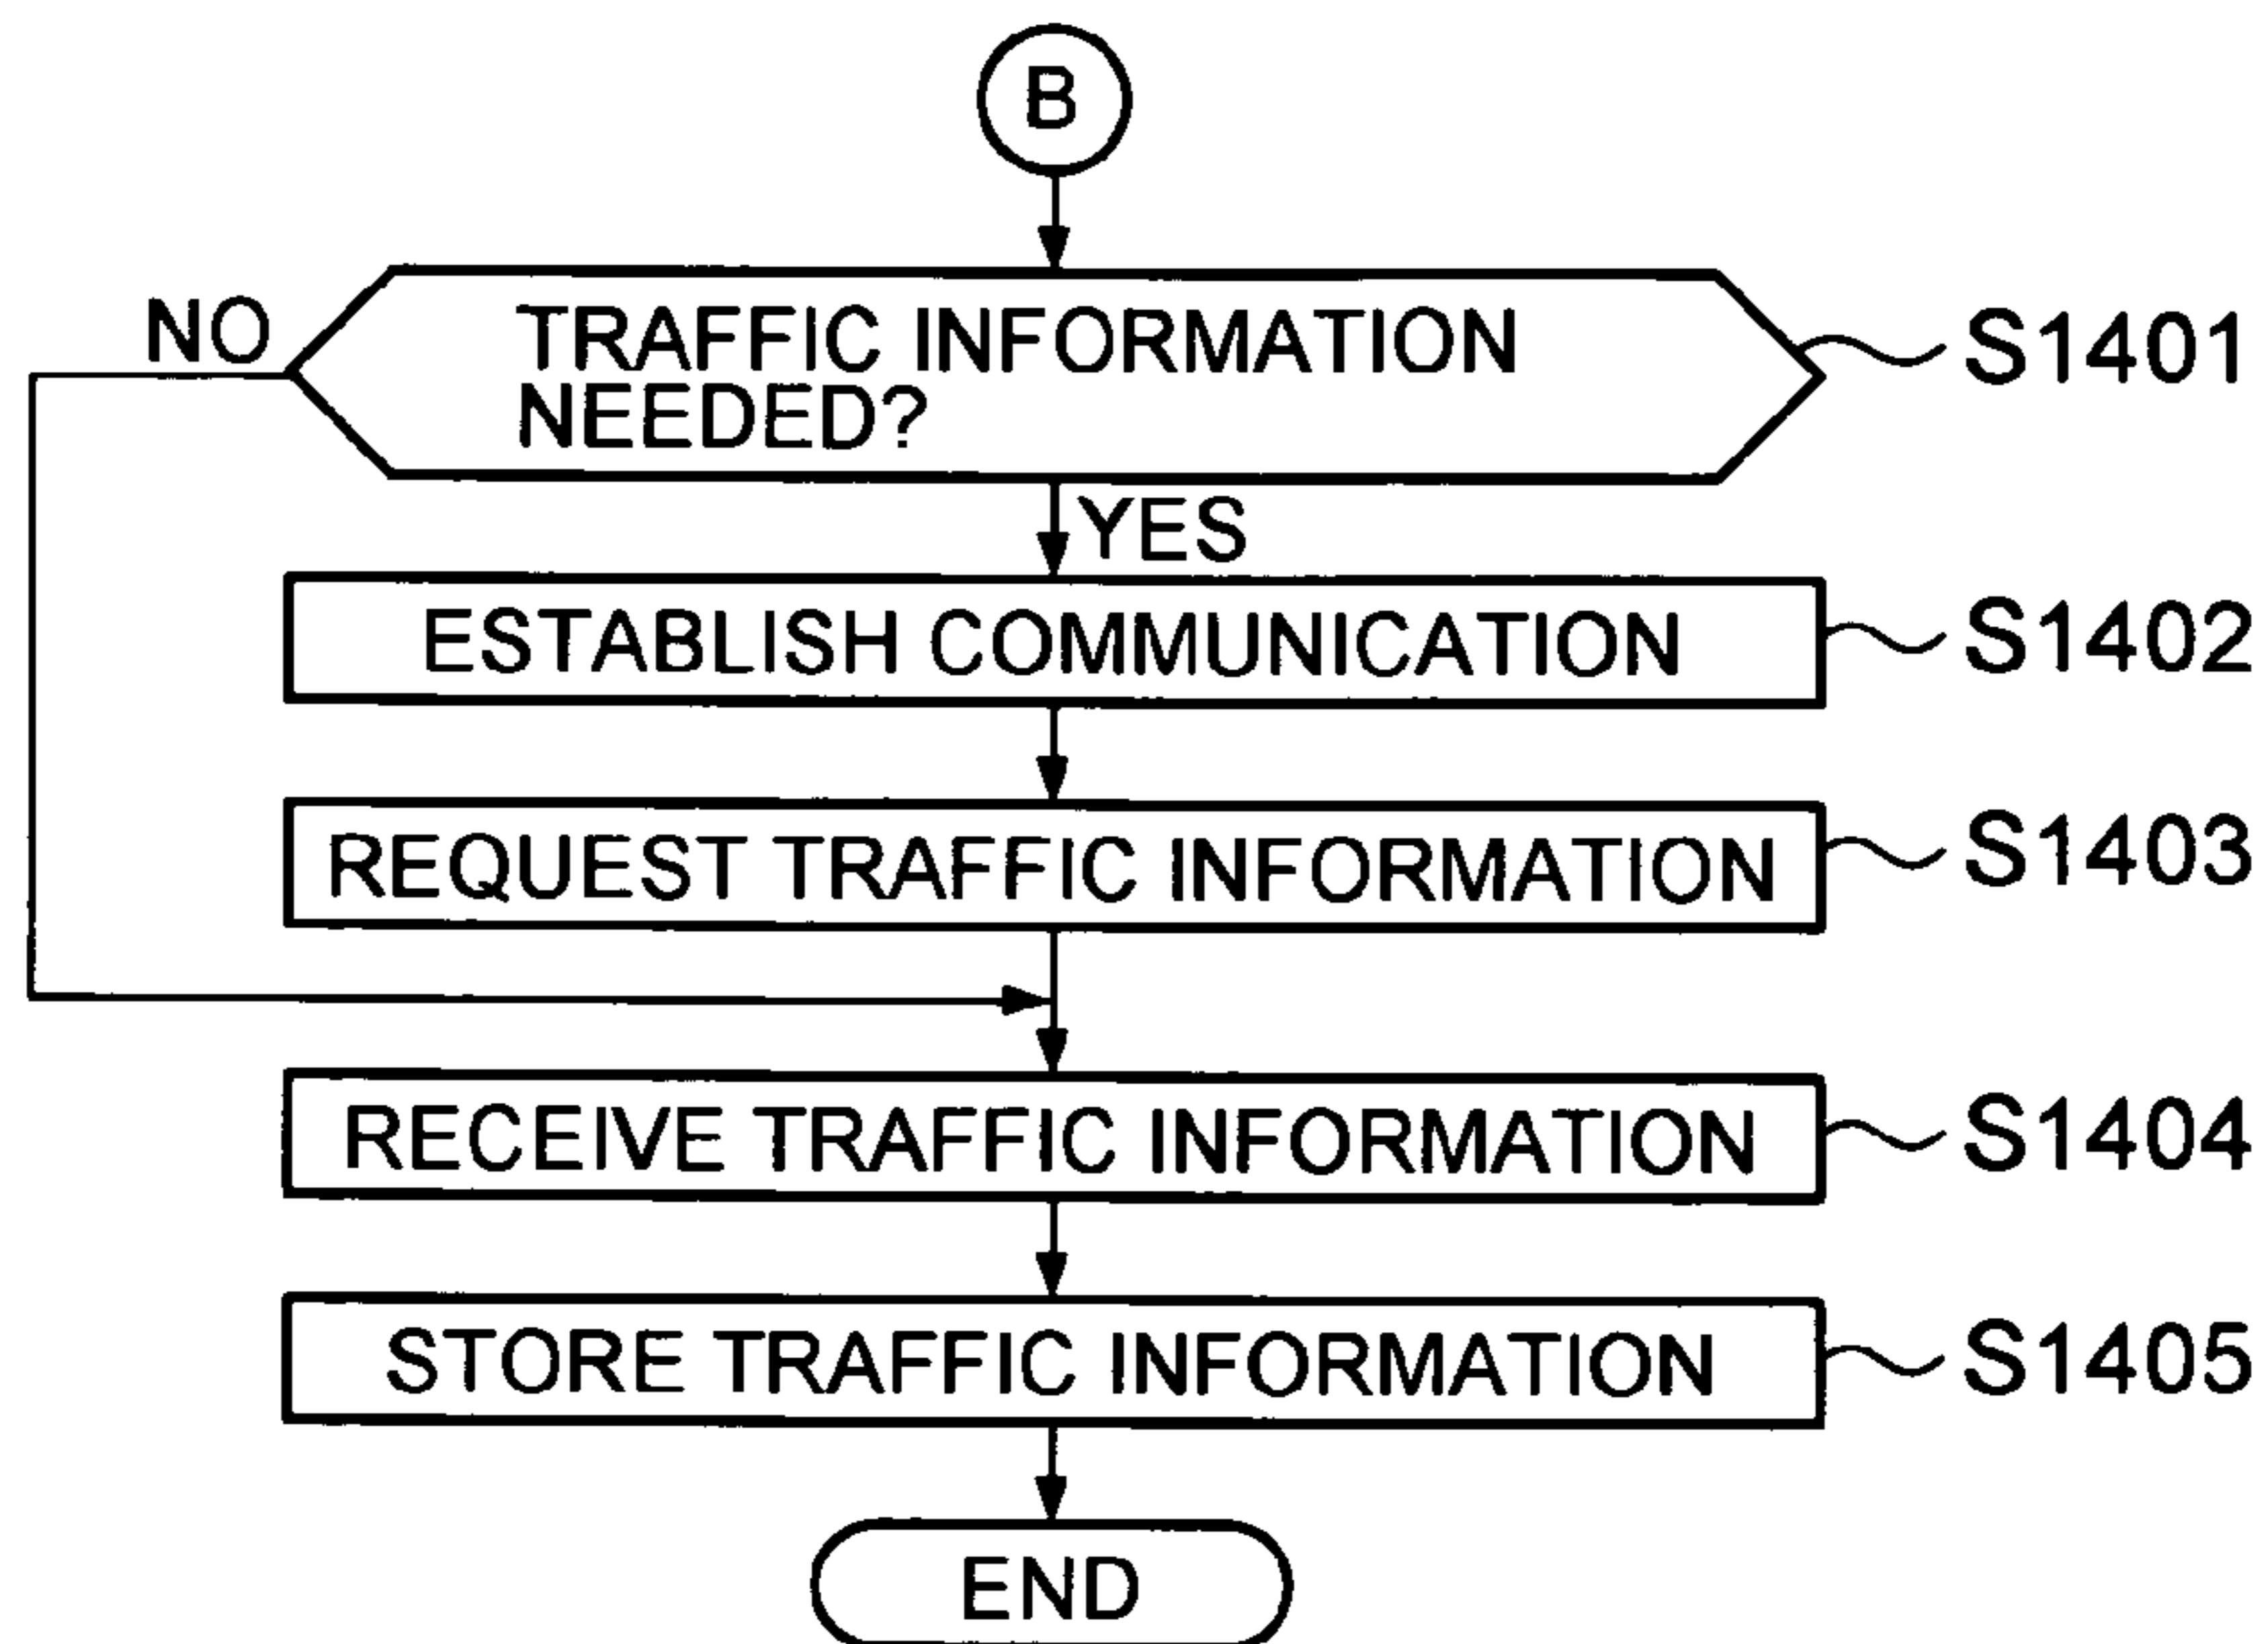 B
NO
TRAFFIC INFORMATION
NEEDED?
S1401
YES
ESTABLISH COMMUNICATION
S1402
REQUEST TRAFFIC INFORMATION
S1403
RECEIVE TRAFFIC INFORMATION
S1404
STORE TRAFFIC INFORMATION
S1405
END